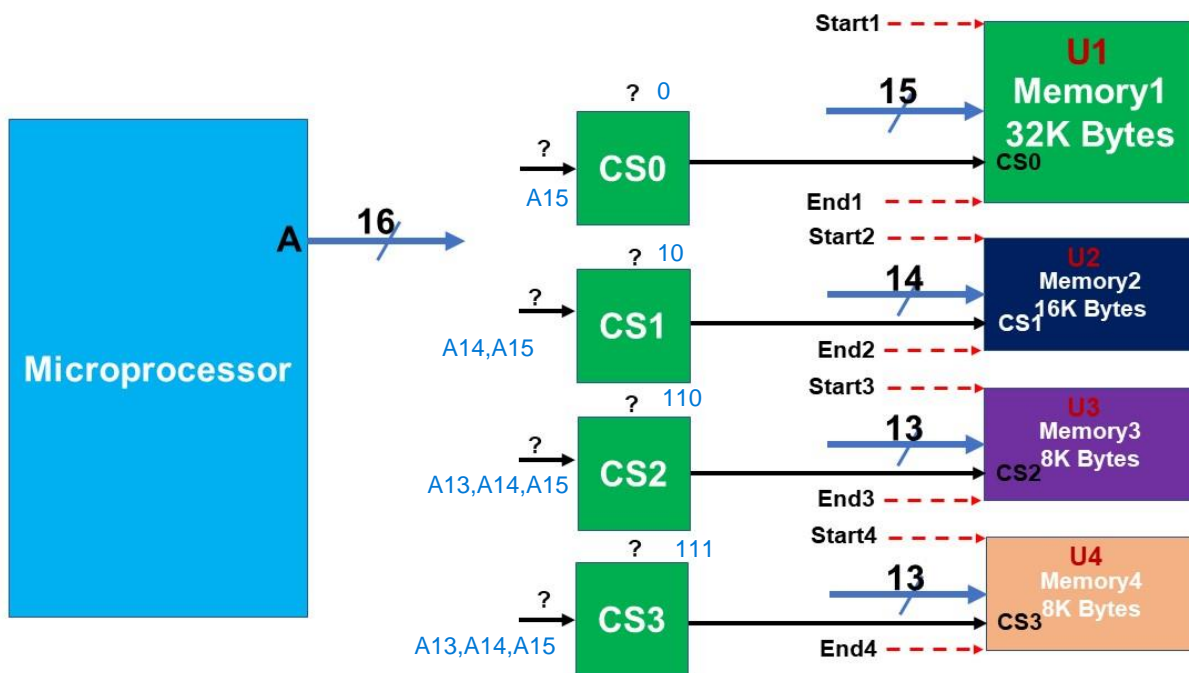 Microprocessor
A
16
? 0
?
A15
CS0
? 10
?
A14,A15
CS1
? 110
?
A13,A14,A15
CS2
? 111
?
A13,A14,A15
CS3
Start1
15
End1
U1
Memory1
32K Bytes
CS0
Start2
14
End2
U2
Memory2
16K Bytes
CS1
Start3
13
End3
U3
Memory3
8K Bytes
CS2
Start4
13
End4
U4
Memory4
8K Bytes
CS3